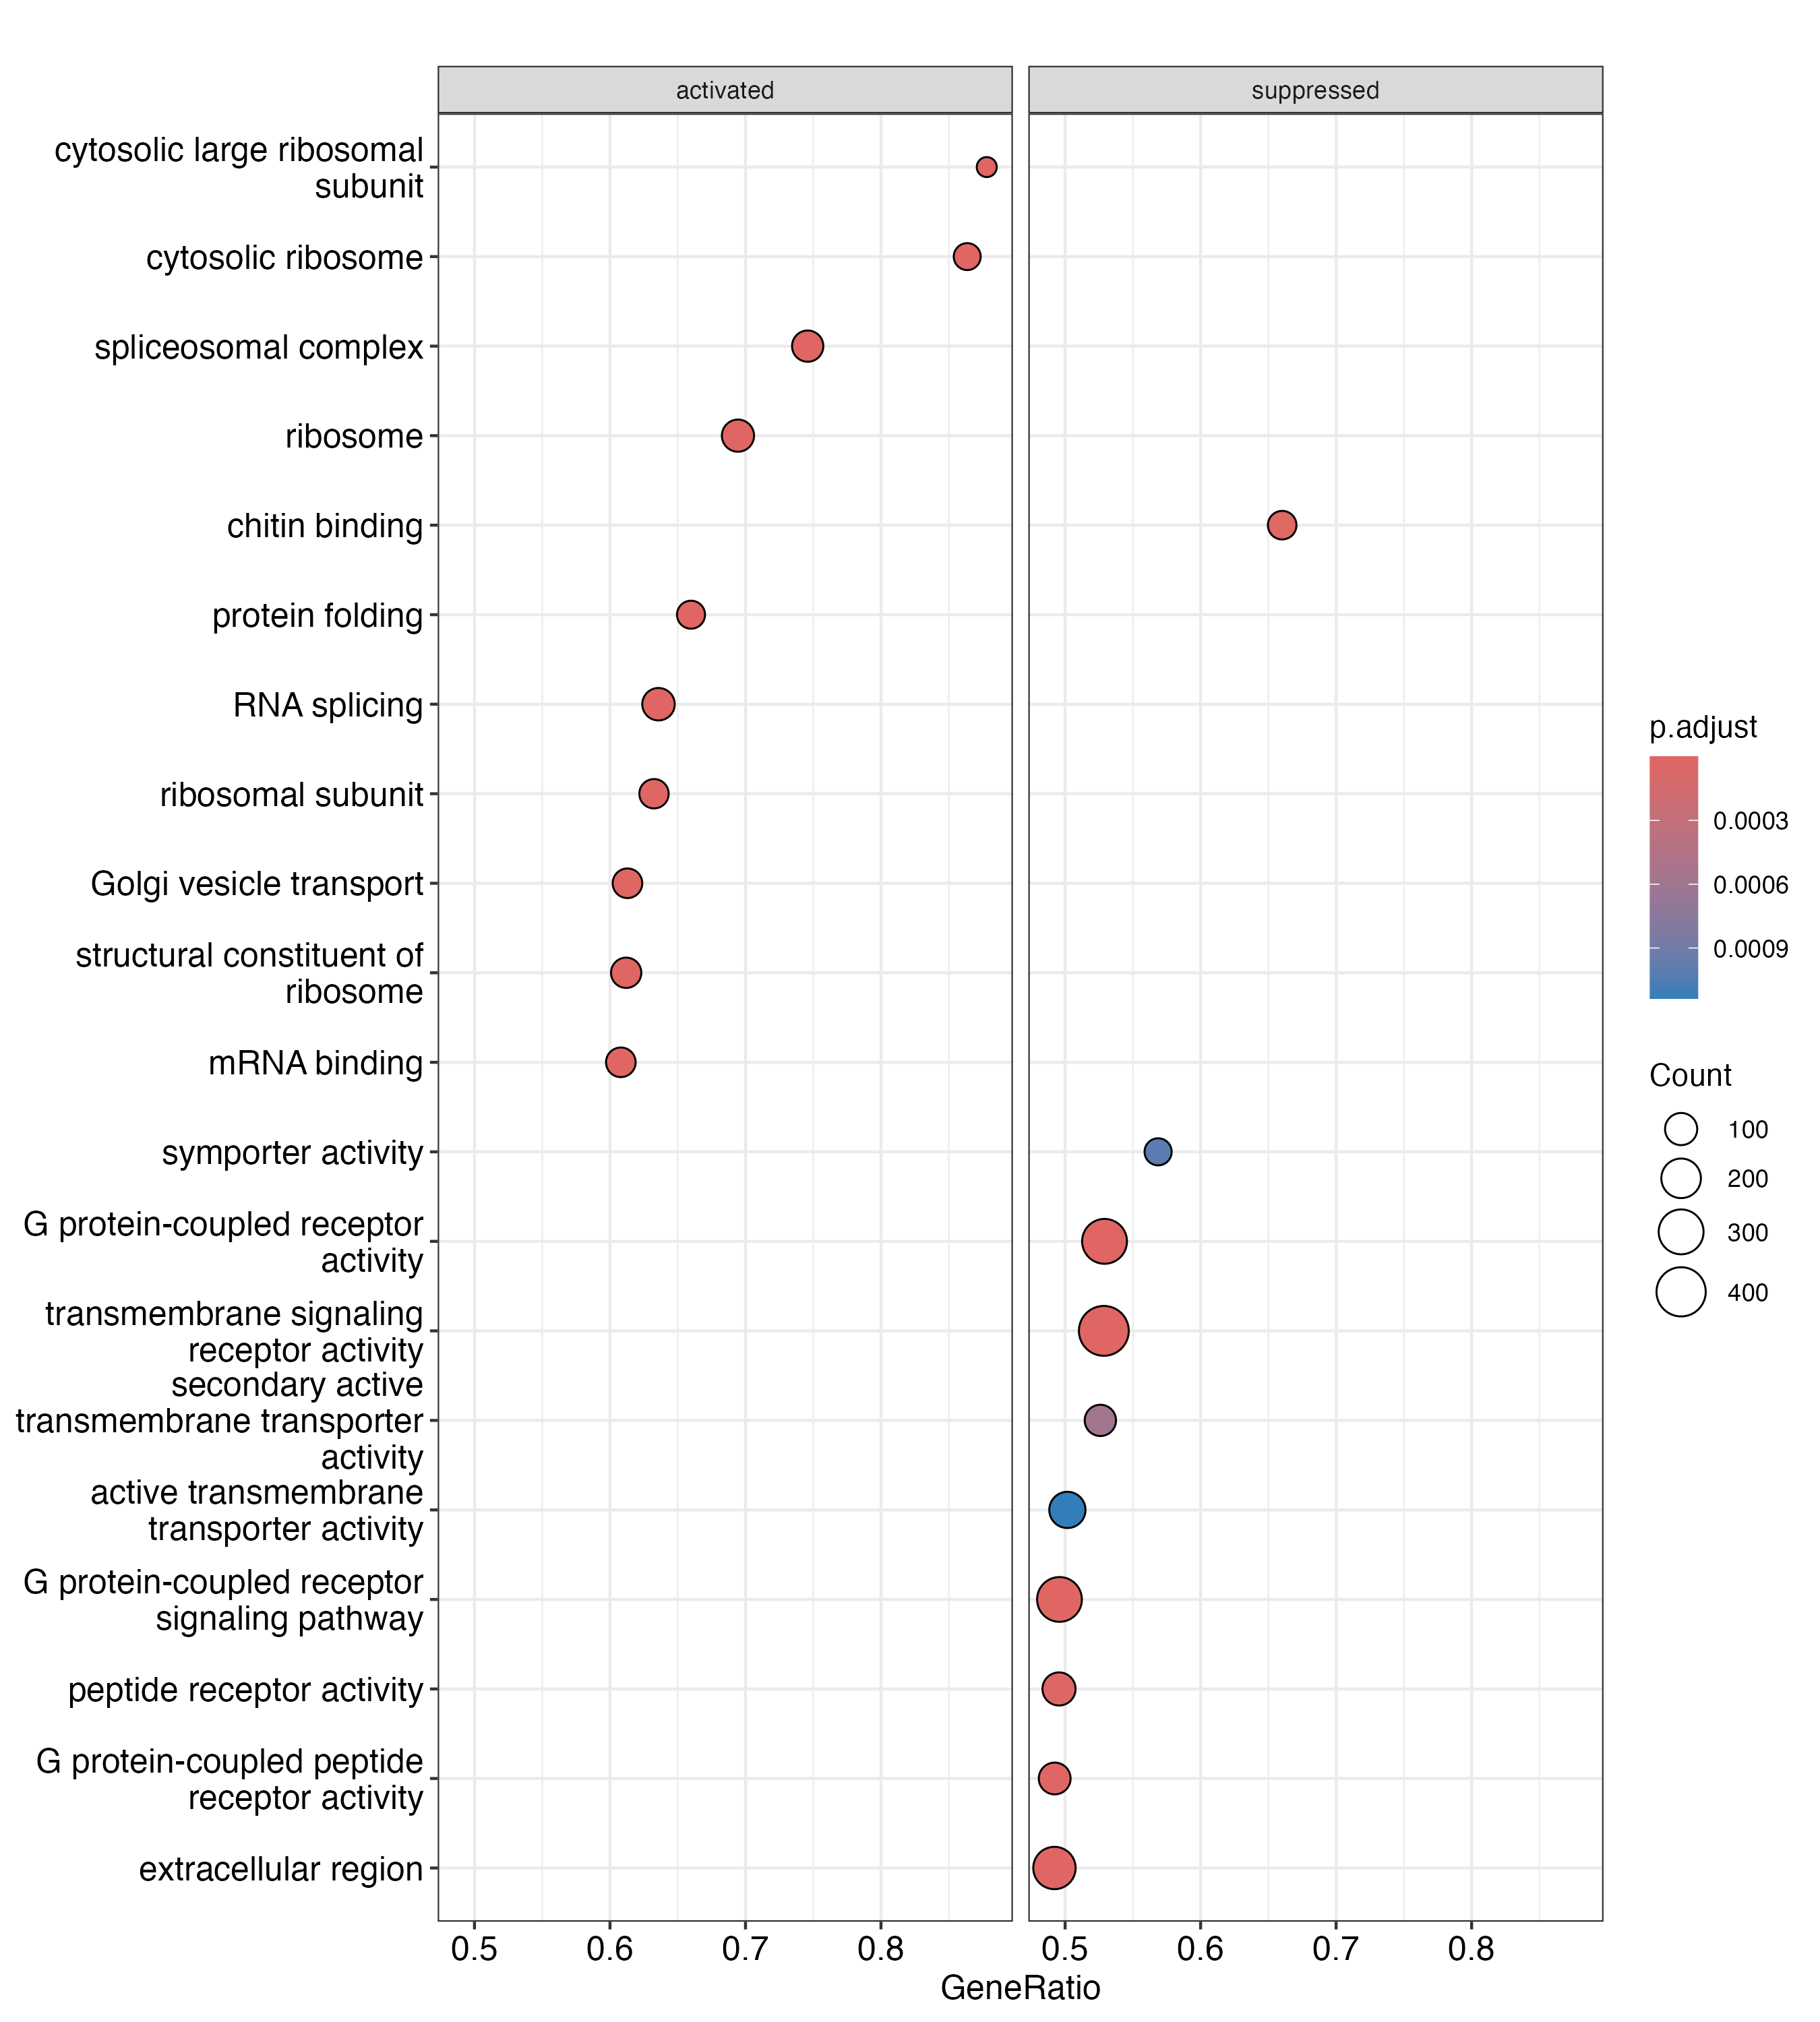 activated
suppressed
cytosolic large ribosomal
subunit
cytosolic ribosome
spliceosomal complex
ribosome
chitin binding
protein folding
RNA splicing
ribosomal subunit
Golgi vesicle transport
structural constituent of
ribosome
mRNA binding
symporter activity
G protein-coupled receptor
activity
transmembrane signaling
receptor activity
secondary active
transmembrane transporter
activity
active transmembrane
transporter activity
G protein-coupled receptor
signaling pathway
peptide receptor activity
G protein-coupled peptide
receptor activity
extracellular region
0.5 0.6 0.7 0.8
0.5 0.6 0.7 0.8
GeneRatio
p.adjust
0.0003
0.0006
0.0009
Count
100
200
300
400